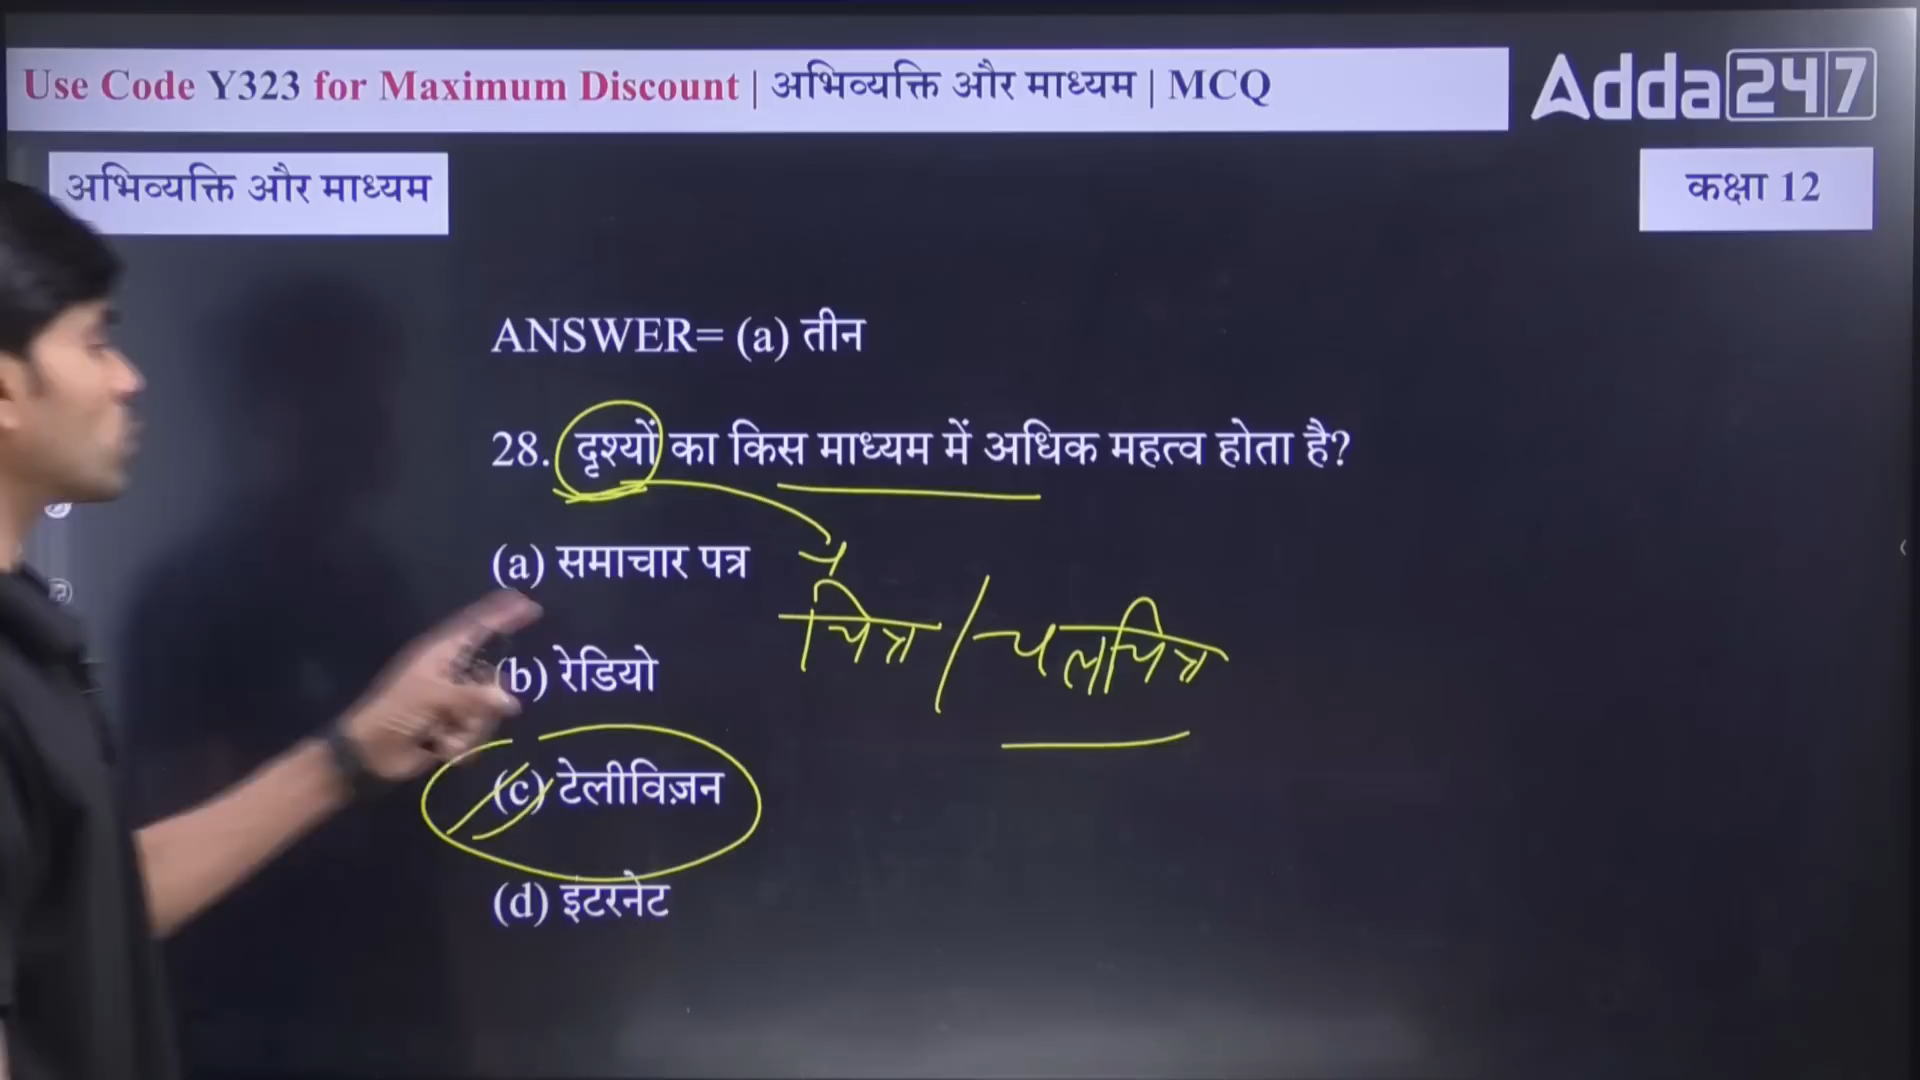 Use Code Y323 for Maximum Discount | अभिव्यक्ति और माध्यम | MCQ
Adda247
अभिव्यक्ति और माध्यम
कक्षा 12
ANSWER= (a) तीन
28. दृश्यों का किस माध्यम में अधिक महत्व होता है?
(a) समाचार पत्र
चित्र / चलचित्र
(b) रेडियो
(c) टेलीविज़न
(d) इंटरनेट